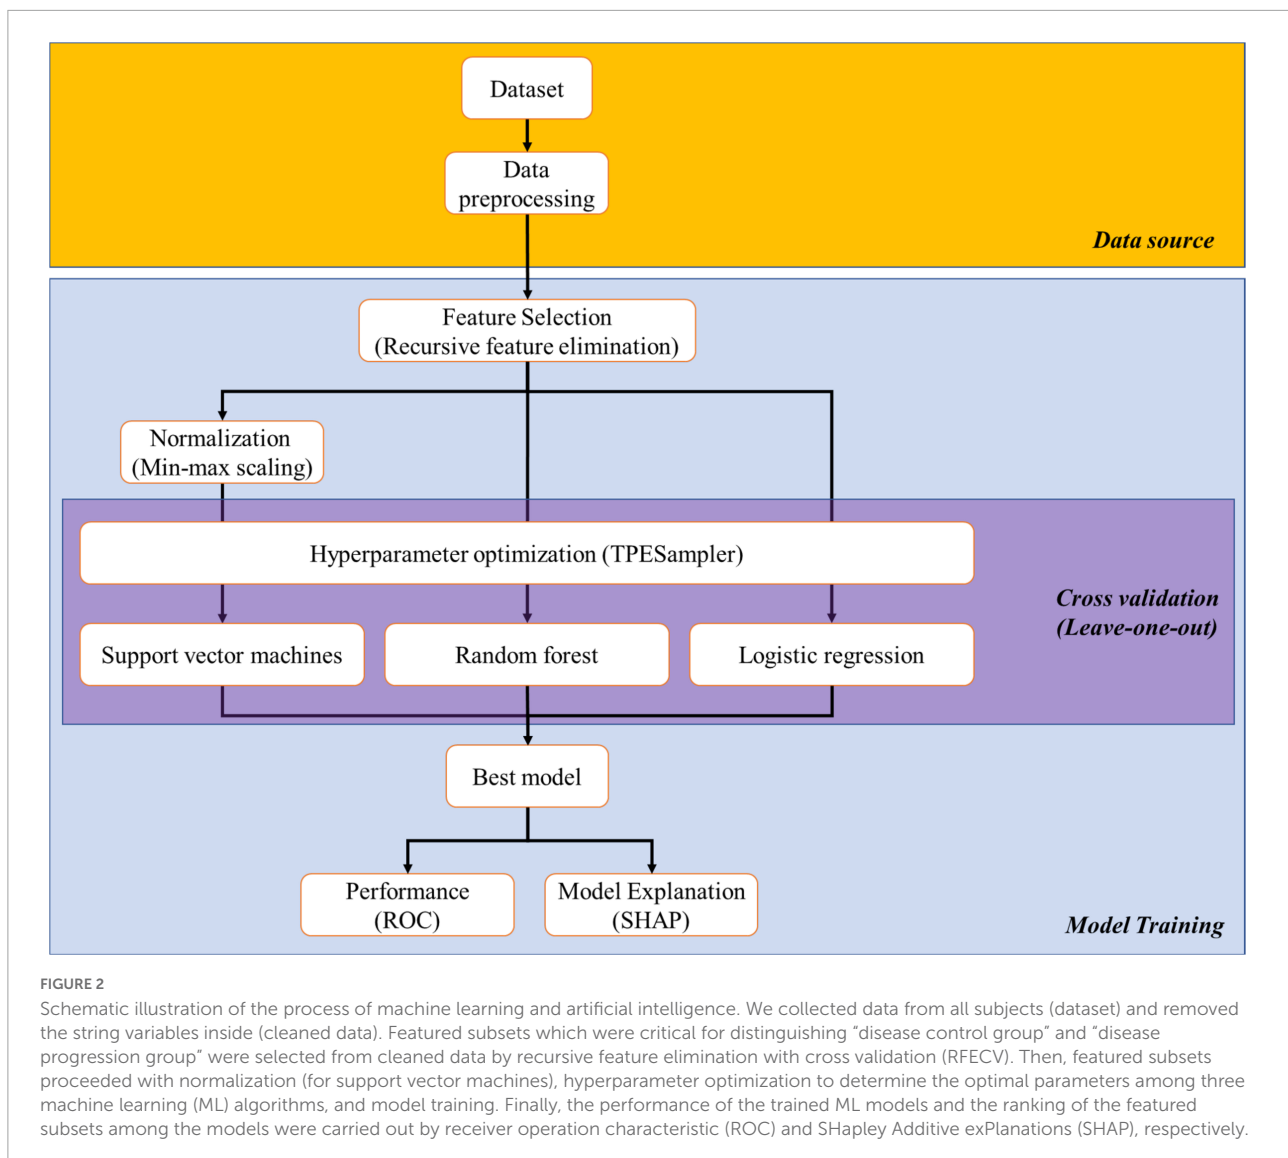 Dataset
Data
preprocessing
Data source
Feature Selection
(Recursive feature elimination)
Normalization
(Min-max scaling)
Hyperparameter optimization (TPESampler)
Cross validation
(Leave-one-out)
Support vector machines
Random forest
Logistic regression
Best model
Performance
(ROC)
Model Explanation
(SHAP)
Model Training
FIGURE 2
Schematic illustration of the process of machine learning and artificial intelligence. We collected data from all subjects (dataset) and removed
the string variables inside (cleaned data). Featured subsets which were critical for distinguishing "disease control group" and "disease
progression group" were selected from cleaned data by recursive feature elimination with cross validation (RFECV). Then, featured subsets
proceeded with normalization (for support vector machines), hyperparameter optimization to determine the optimal parameters among three
machine learning (ML) algorithms, and model training. Finally, the performance of the trained ML models and the ranking of the featured
subsets among the models were carried out by receiver operation characteristic (ROC) and SHapley Additive exPlanations (SHAP), respectively.